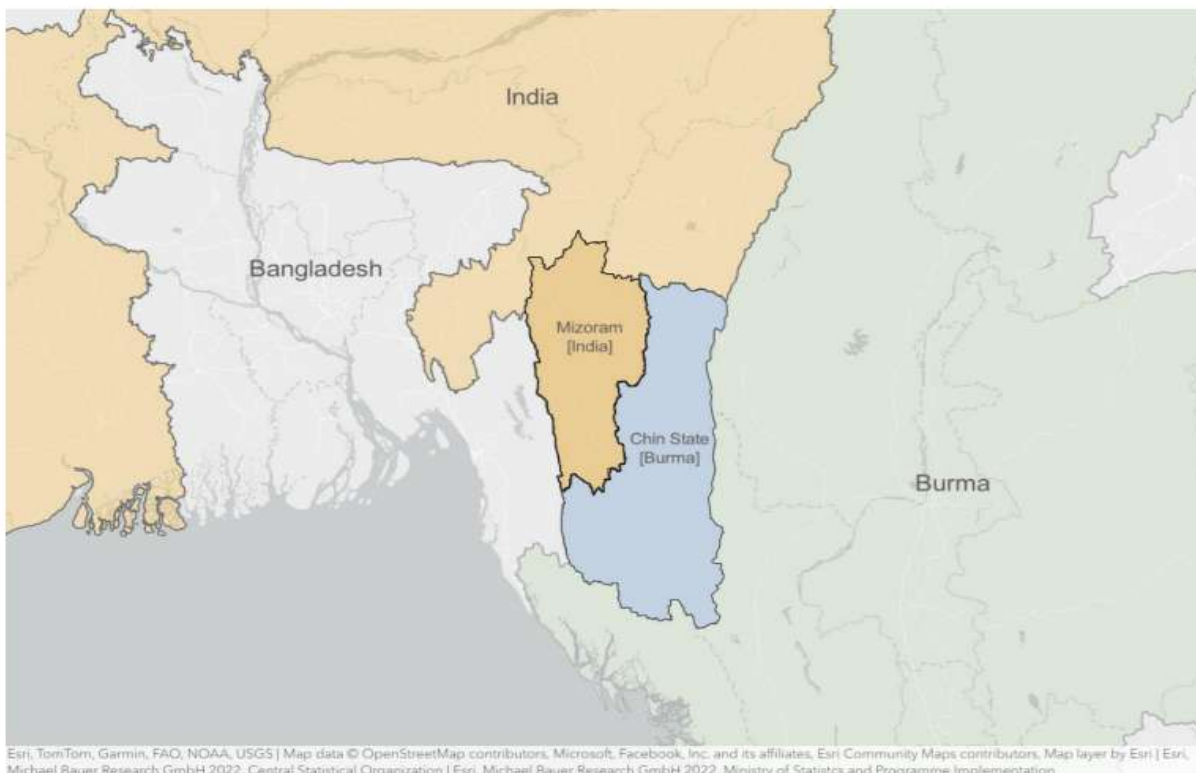 India
Bangladesh
Mizoram
[India]
Chin State
[Burma]
Burma
Esri, TomTom, Garmin, FAO, NOAA, USGS | Map data © OpenStreetMap contributors, Microsoft, Facebook, Inc. and its affiliates, Esri Community Maps contributors, Map layer by Esri | Esri,
Michael Bauer Research GmbH 2022, Central Statistical Organization | Esri, Michael Bauer Research GmbH 2022, Ministry of Statistcs and Programme Implementation